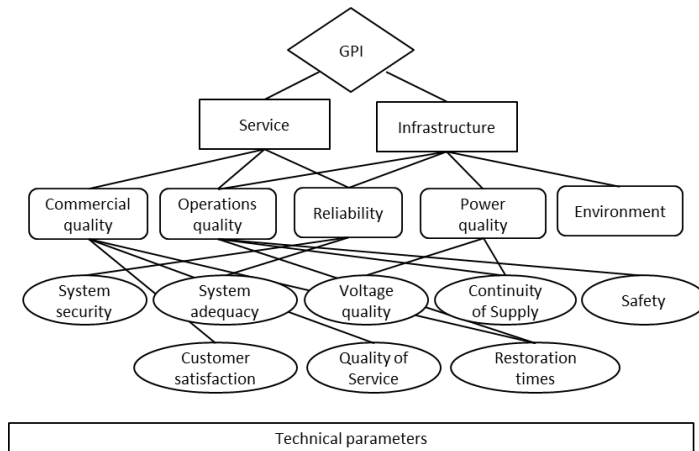 GPI
Service
Infrastructure
Commercial
quality
Operations
quality
Reliability
Power
quality
Environment
System
security
System
adequacy
Voltage
quality
Continuity
of Supply
Safety
Customer
satisfaction
Quality of
Service
Restoration
times
Technical parameters